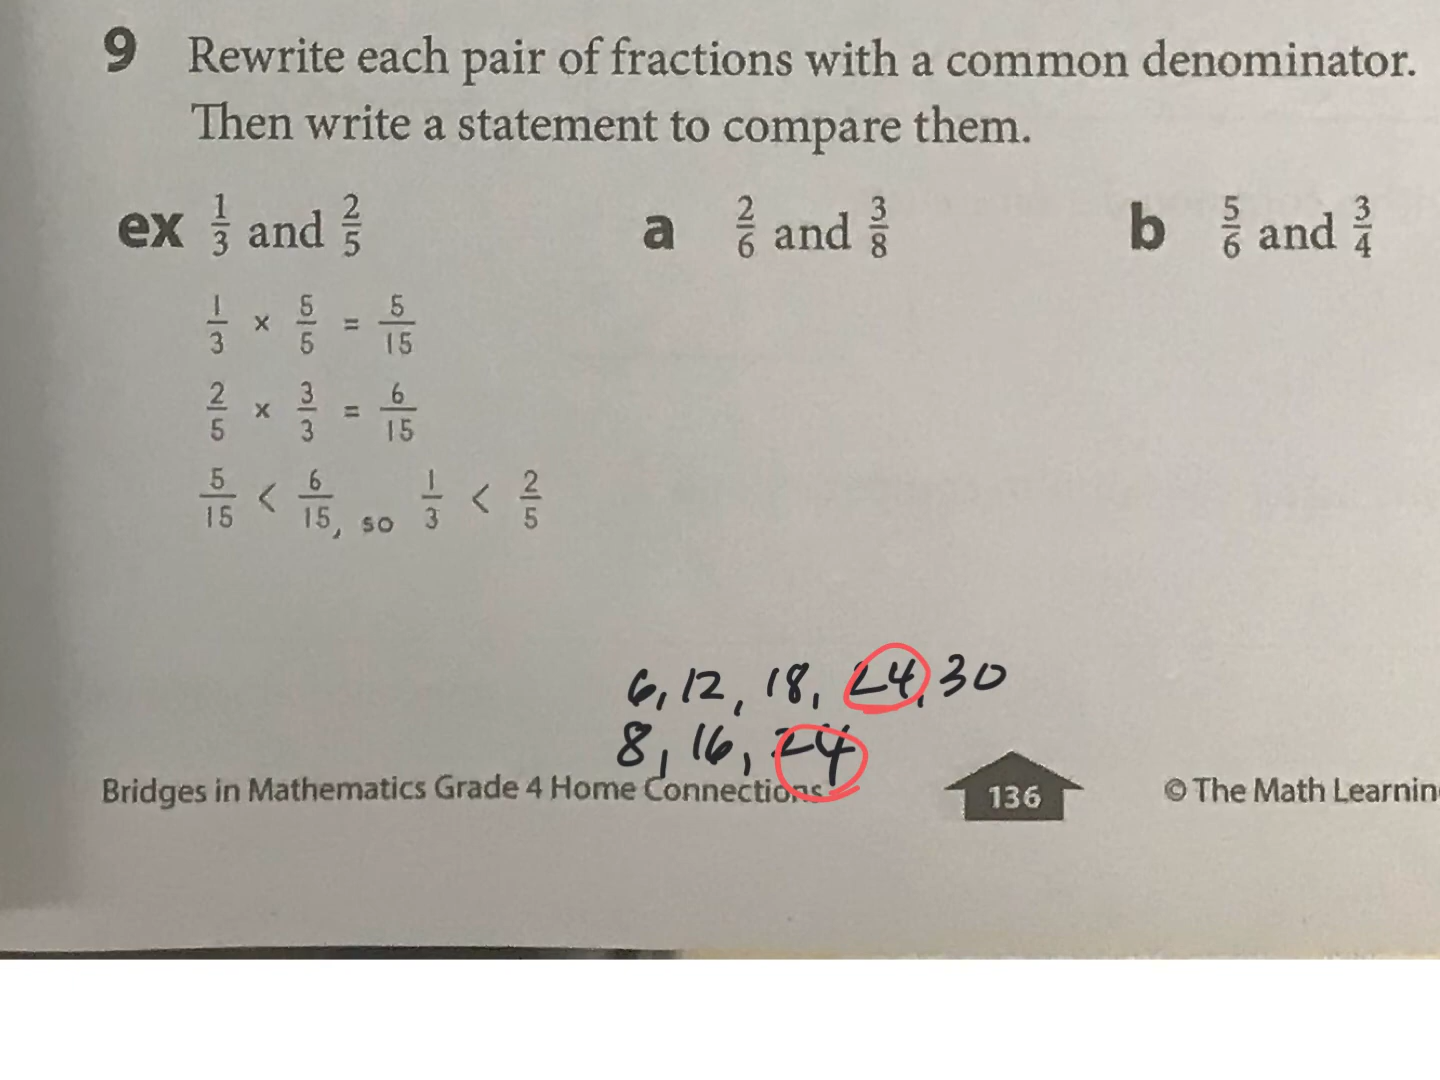 9 Rewrite each pair of fractions with a common denominator.
Then write a statement to compare them.
ex 1/3 and 2/5 a 2/6 and 3/8 b 5/6 and 3/4
1/3 × 5/5 = 5/15
2/5 × 3/3 = 6/15
5/15 < 6/15, so 1/3 < 2/5
6, 12, 18, 24, 30
8, 16, 24
Bridges in Mathematics Grade 4 Home Connections 136 © The Math Learnin